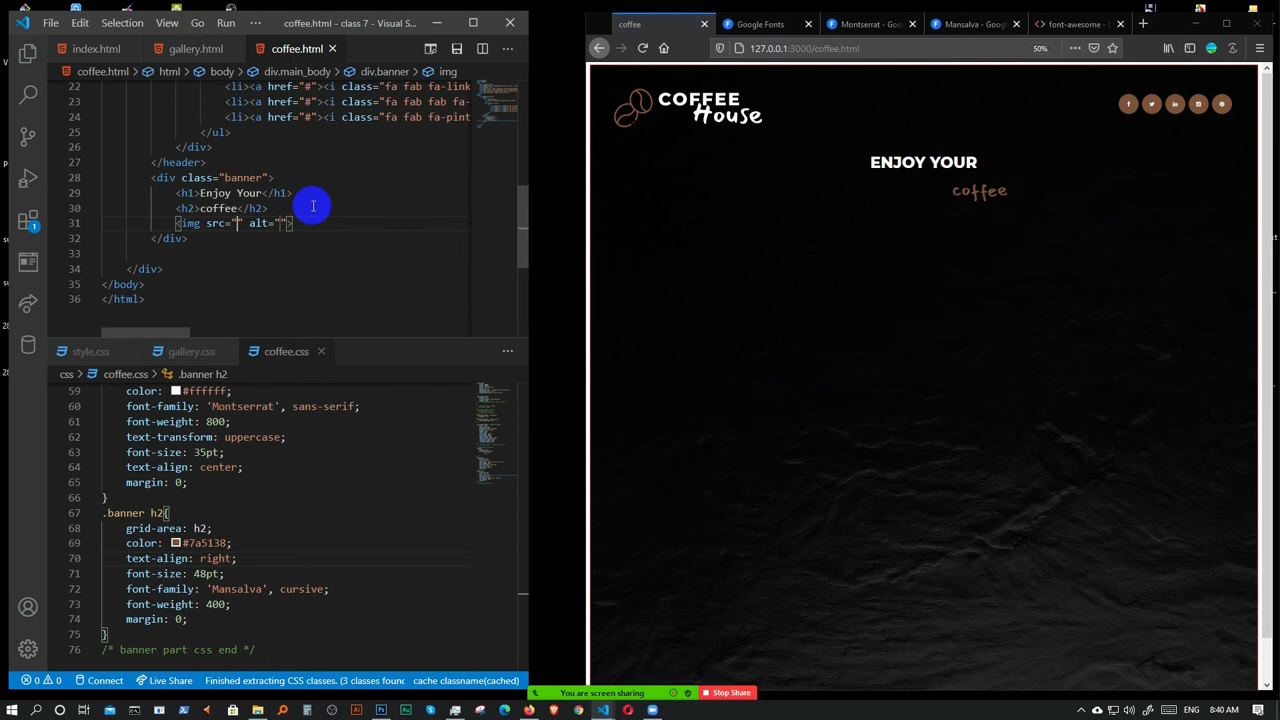 File Edit Selection View Go Run ··· coffee.html - class 7 - Visual S...
index.html gallery.html coffee.html
coffee.html > html > body > div.main_body > div.banner > img
22 <li><a href="#"><i class="fa fab fa-link
23 <li><a href="#"><i class="fa fab fa-
24 <li><a href="#"><i class="fa fab fa-pint
25 </ul>
26 </div>
27 </header>
28 <div class="banner">
29 <h1>Enjoy Your</h1>
30 <h2>coffee</h2>
31 <img src="" alt="">
32 </div>
33
34 </div>
35 </body>
36 </html>
style.css gallery.css coffee.css
css > coffee.css > .banner h2
59 color: #ffffff;
60 font-family: 'Montserrat', sans-serif;
61 font-weight: 800;
62 text-transform: uppercase;
63 font-size: 35pt;
64 text-align: center;
65 margin: 0;
66 }
67 .banner h2{
68 grid-area: h2;
69 color: #7a5138;
70 text-align: right;
71 font-size: 48pt;
72 font-family: 'Mansalva', cursive;
73 font-weight: 400;
74 margin: 0;
75 }
76 /* banner part css end */
1
0 0 Connect Live Share Finished extracting CSS classes. (3 classes found cache classname(cached)
coffee Google Fonts Montserrat - Goog Mansalva - Google font-awesome - L
127.0.0.1:3000/coffee.html 50%
COFFEE
House
ENJOY YOUR
coffee
You are screen sharing Stop Share
ENG 8:40 AM